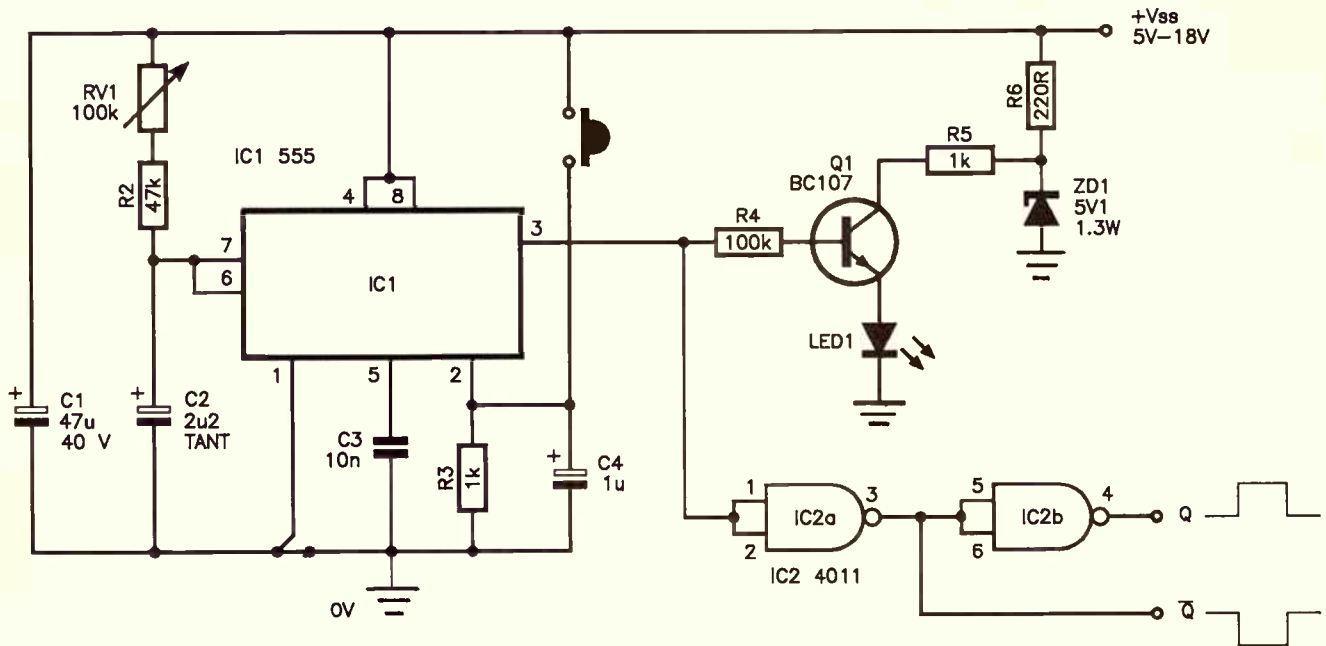 +Vss
5V-18V
RV1
100k
R2
47k
IC1 555
4 8
7
6
IC1
3
1
5
2
C1
47u
40 V
C2
2u2
TANT
C3
10n
R3
1k
C4
1u
0V
R4
100k
Q1
BC107
R5
1k
R6
220R
ZD1
5V1
1.3W
LED1
1
2
IC2a
3
IC2 4011
5
6
IC2b
4
Q
Q̅
+
+
+